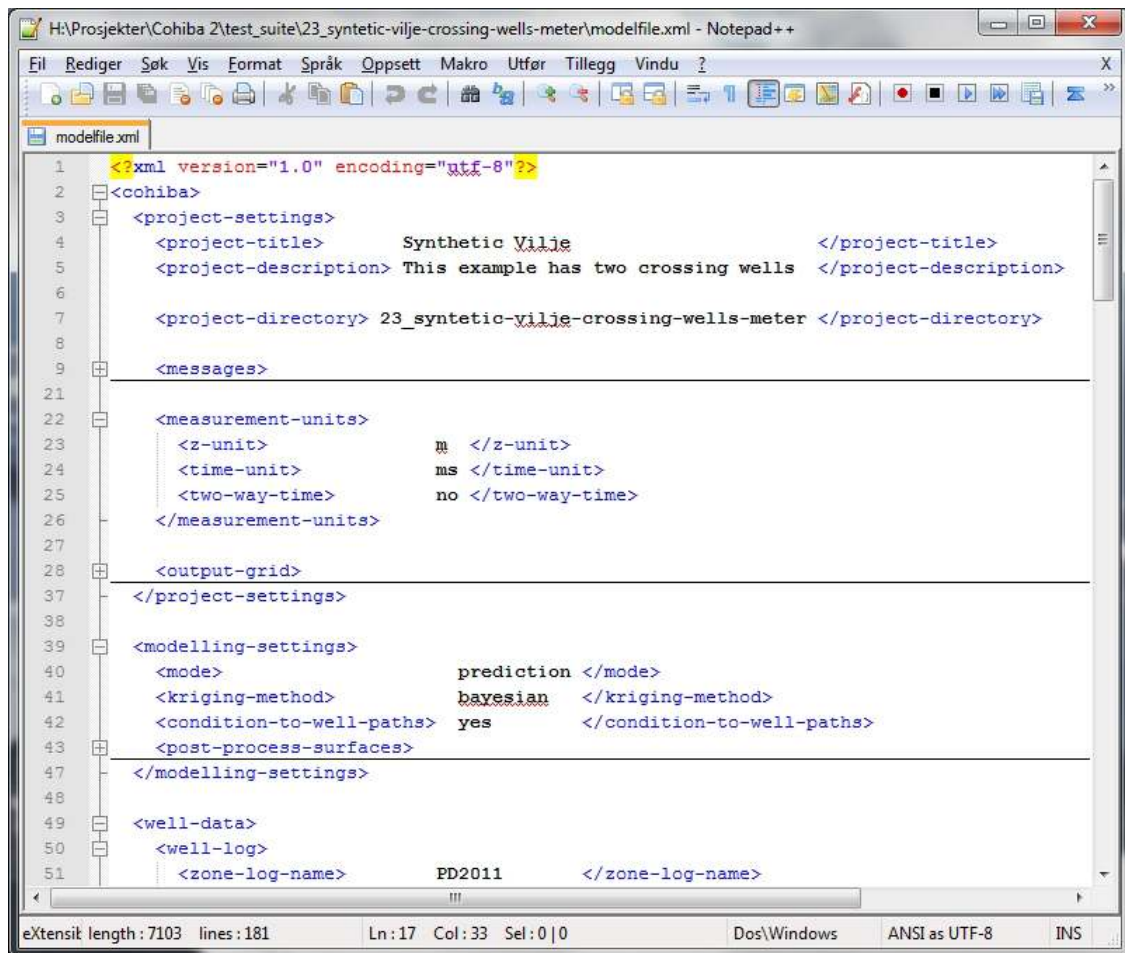 H:\Prosjekter\Cohiba 2\test_suite\23_syntetic-vilje-crossing-wells-meter\modelfile.xml - Notepad++
Fil Rediger Søk Vis Format Språk Oppsett Makro Utfør Tillegg Vindu ? X
modelfile.xml
1 <?xml version="1.0" encoding="utf-8"?>
2 <cohiba>
3 <project-settings>
4 <project-title> Synthetic Vilje </project-title>
5 <project-description> This example has two crossing wells </project-description>
6
7 <project-directory> 23_syntetic-vilje-crossing-wells-meter </project-directory>
8
9 <messages>
21
22 <measurement-units>
23 <z-unit> m </z-unit>
24 <time-unit> ms </time-unit>
25 <two-way-time> no </two-way-time>
26 </measurement-units>
27
28 <output-grid>
37 </project-settings>
38
39 <modelling-settings>
40 <mode> prediction </mode>
41 <kriging-method> bayesian </kriging-method>
42 <condition-to-well-paths> yes </condition-to-well-paths>
43 <post-process-surfaces>
47 </modelling-settings>
48
49 <well-data>
50 <well-log>
51 <zone-log-name> PD2011 </zone-log-name>
eXtensib length : 7103 lines : 181 Ln : 17 Col : 33 Sel : 0 | 0 Dos\Windows ANSI as UTF-8 INS